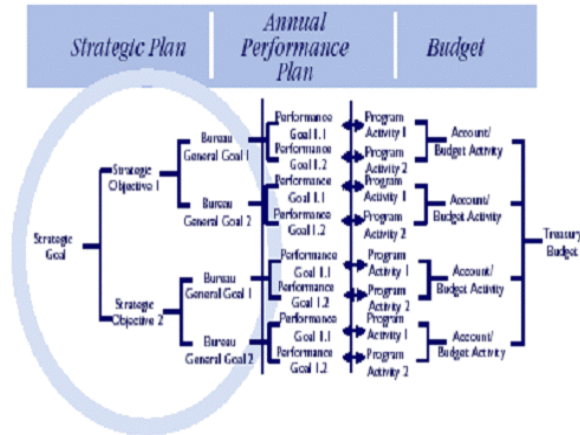 Strategic Plan
Annual
Performance
Plan
Budget
Strategic
Goal
Strategic
Objective 1
Strategic
Objective 2
Bureau
General Goal 1
Bureau
General Goal 2
Bureau
General Goal 1
Bureau
General Goal 2
Performance
Goal 1.1
Performance
Goal 1.2
Performance
Goal 1.1
Performance
Goal 1.2
Performance
Goal 1.1
Performance
Goal 1.2
Performance
Goal 1.1
Performance
Goal 1.2
Program
Activity 1
Program
Activity 2
Program
Activity 1
Program
Activity 2
Program
Activity 1
Program
Activity 2
Program
Activity 1
Program
Activity 2
Account/
Budget Activity
Account/
Budget Activity
Account/
Budget Activity
Account/
Budget Activity
Treasury
Budget